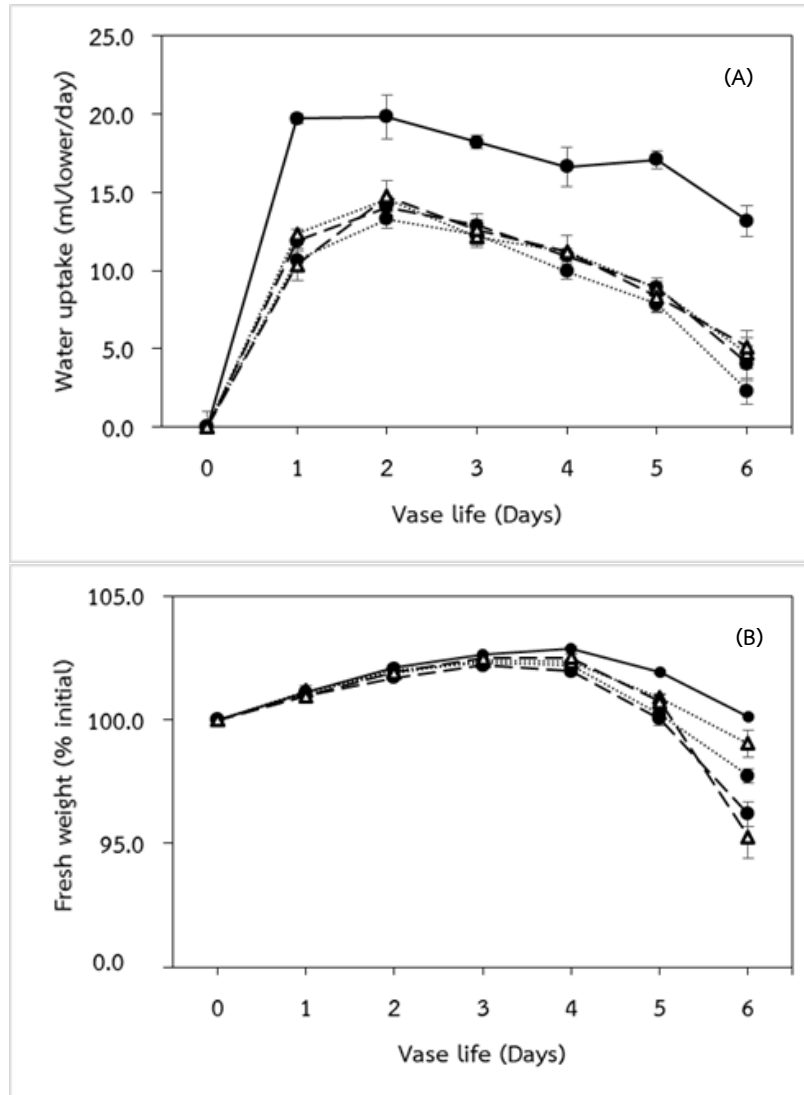 (A)
Water uptake (ml/lower/day)
25.0
20.0
15.0
10.0
5.0
0.0
0 1 2 3 4 5 6
Vase life (Days)
(B)
Fresh weight (% initial)
105.0
100.0
95.0
0.0
0 1 2 3 4 5 6
Vase life (Days)